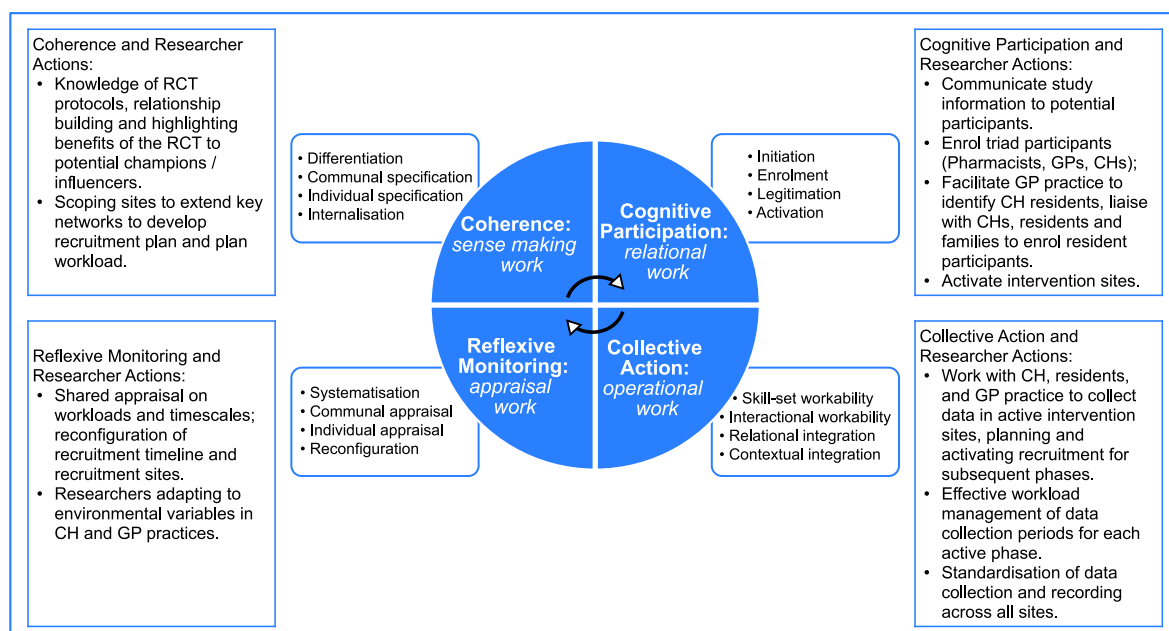 Coherence and Researcher
Actions:
• Knowledge of RCT
protocols, relationship
building and highlighting
benefits of the RCT to
potential champions /
influencers.
• Scoping sites to extend key
networks to develop
recruitment plan and plan
workload.
• Differentiation
• Communal specification
• Individual specification
• Internalisation
Coherence:
sense making
work
Cognitive
Participation:
relational
work
• Initiation
• Enrolment
• Legitimation
• Activation
Cognitive Participation and
Researcher Actions:
• Communicate study
information to potential
participants.
• Enrol triad participants
(Pharmacists, GPs, CHs);
• Facilitate GP practice to
identify CH residents, liaise
with CHs, residents and
families to enrol resident
participants.
• Activate intervention sites.
Reflexive Monitoring and
Researcher Actions:
• Shared appraisal on
workloads and timescales;
reconfiguration of
recruitment timeline and
recruitment sites.
• Researchers adapting to
environmental variables in
CH and GP practices.
• Systematisation
• Communal appraisal
• Individual appraisal
• Reconfiguration
Reflexive
Monitoring:
appraisal
work
Collective
Action:
operational
work
• Skill-set workability
• Interactional workability
• Relational integration
• Contextual integration
Collective Action and
Researcher Actions:
• Work with CH, residents,
and GP practice to collect
data in active intervention
sites, planning and
activating recruitment for
subsequent phases.
• Effective workload
management of data
collection periods for each
active phase.
• Standardisation of data
collection and recording
across all sites.